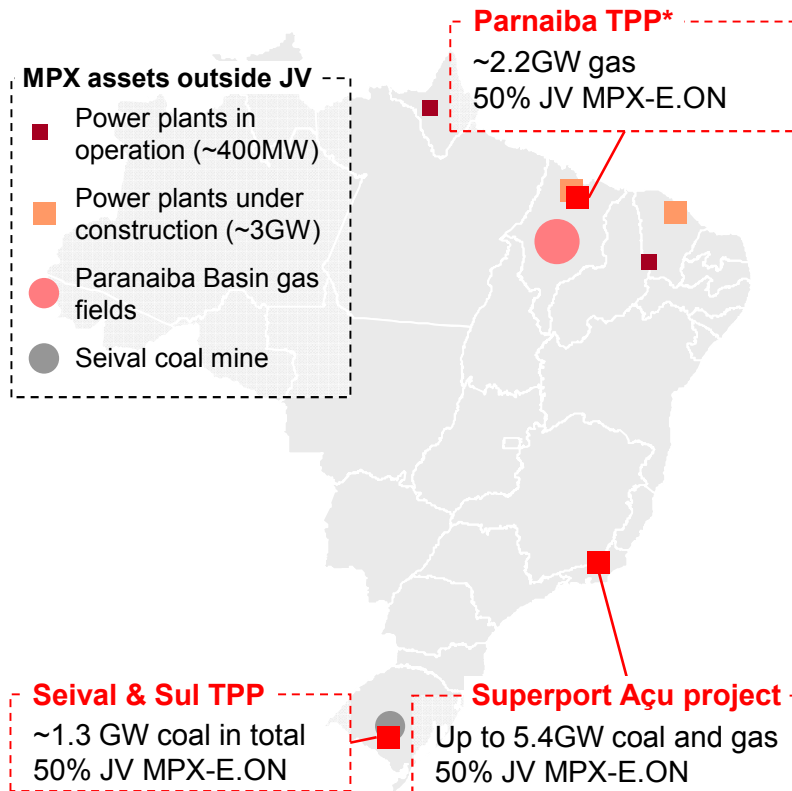 Parnaiba TPP*
~2.2GW gas
50% JV MPX-E.ON
MPX assets outside JV
Power plants in
operation (~400MW)
Power plants under
construction (~3GW)
Paranaiba Basin gas
fields
Seival coal mine
Seival & Sul TPP
~1.3 GW coal in total
50% JV MPX-E.ON
Superport Açu project
Up to 5.4GW coal and gas
50% JV MPX-E.ON